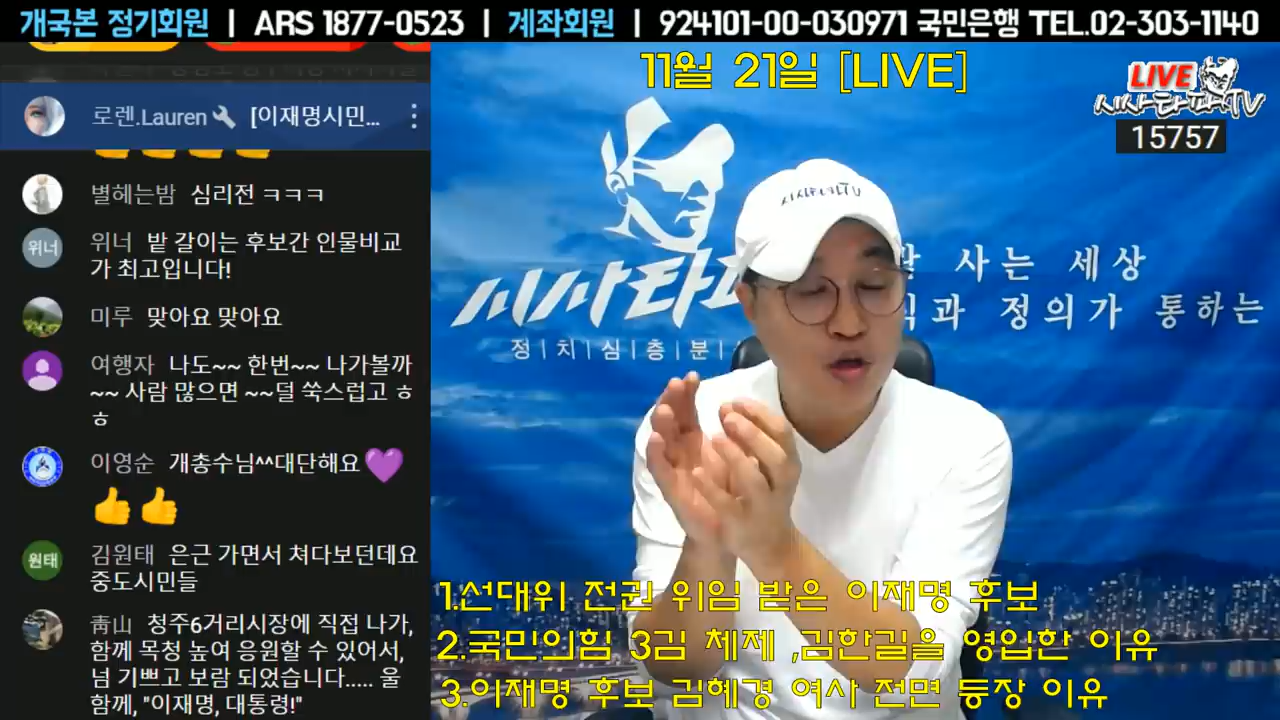 개국본 정기회원 | ARS 1877-0523 | 계좌회원 | 924101-00-030971 국민은행 TEL.02-303-1140
로렌.Lauren [이재명시민...
별헤는밤 심리전 ㅋㅋㅋ
위너
위너 밭 갈이는 후보간 인물비교
가 최고입니다!
미루 맞아요 맞아요
여행자 나도~~ 한번~~ 나가볼까
~~ 사람 많으면 ~~덜 쑥스럽고 ㅎ
ㅎ
이영순 개총수님^^대단해요
원태
김원태 은근 가면서 쳐다보던데요
중도시민들
靑山 청주6거리시장에 직접 나가,
함께 목청 높여 응원할 수 있어서,
넘 기쁘고 보람 되었습니다..... 울
함께, "이재명, 대통령!"
11월 21일 [LIVE]
LIVE
시사타파TV
15757
시사타파TV
시사타파
정|치|심|층|분|
사는 세상
과 정의가 통하는
1.선대위 전권 위임 받은 이재명 후보
2.국민의힘 3김 체제 ,김한길을 영입한 이유
3.이재명 후보 김혜경 여사 전면 등장 이유